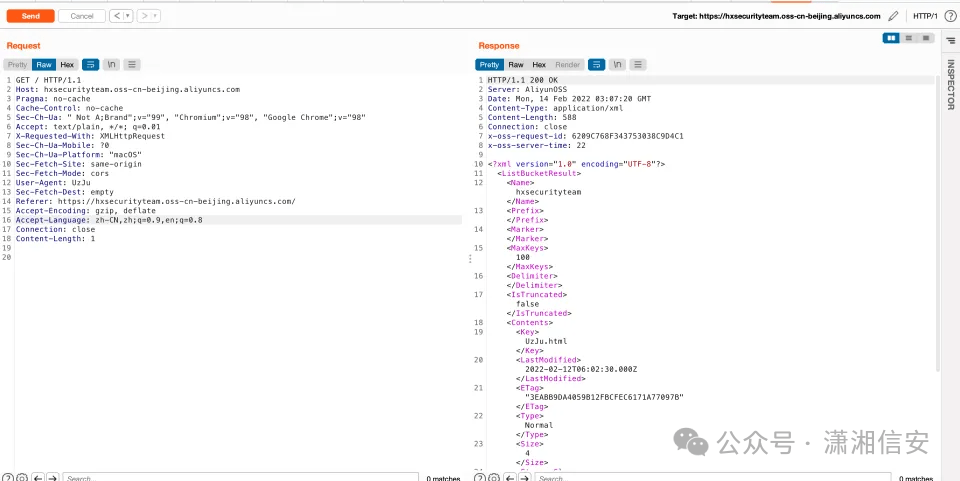 Send
Cancel
Target: https://hxsecurityteam.oss-cn-beijing.aliyuncs.com
HTTP/1
Request
Response
Pretty Raw Hex \n
Pretty Raw Hex Render \n
INSPECTOR
1 GET / HTTP/1.1
2 Host: hxsecurityteam.oss-cn-beijing.aliyuncs.com
3 Pragma: no-cache
4 Cache-Control: no-cache
5 Sec-Ch-Ua: " Not A;Brand";v="99", "Chromium";v="98", "Google Chrome";v="98"
6 Accept: text/plain, */*; q=0.01
7 X-Requested-With: XMLHttpRequest
8 Sec-Ch-Ua-Mobile: ?0
9 Sec-Ch-Ua-Platform: "macOS"
10 Sec-Fetch-Site: same-origin
11 Sec-Fetch-Mode: cors
12 User-Agent: UzJu
13 Sec-Fetch-Dest: empty
14 Referer: https://hxsecurityteam.oss-cn-beijing.aliyuncs.com/
15 Accept-Encoding: gzip, deflate
16 Accept-Language: zh-CN,zh;q=0.9,en;q=0.8
17 Connection: close
18 Content-Length: 1
19
20
1 HTTP/1.1 200 OK
2 Server: AliyunOSS
3 Date: Mon, 14 Feb 2022 03:07:20 GMT
4 Content-Type: application/xml
5 Content-Length: 588
6 Connection: close
7 x-oss-request-id: 6209C768F343753038C9D4C1
8 x-oss-server-time: 22
9
10 <?xml version="1.0" encoding="UTF-8"?>
11 <ListBucketResult>
12 <Name>
hxsecurityteam
</Name>
13 <Prefix>
</Prefix>
14 <Marker>
</Marker>
15 <MaxKeys>
100
</MaxKeys>
16 <Delimiter>
</Delimiter>
17 <IsTruncated>
false
</IsTruncated>
18 <Contents>
19 <Key>
UzJu.html
</Key>
20 <LastModified>
2022-02-12T06:02:30.000Z
</LastModified>
21 <ETag>
"3EABB9DA4059B12FBCFEC6171A77097B"
</ETag>
22 <Type>
Normal
</Type>
23 <Size>
4
</Size>
Search...
0 matches
Search...
0 matches
公众号 · 潇湘信安